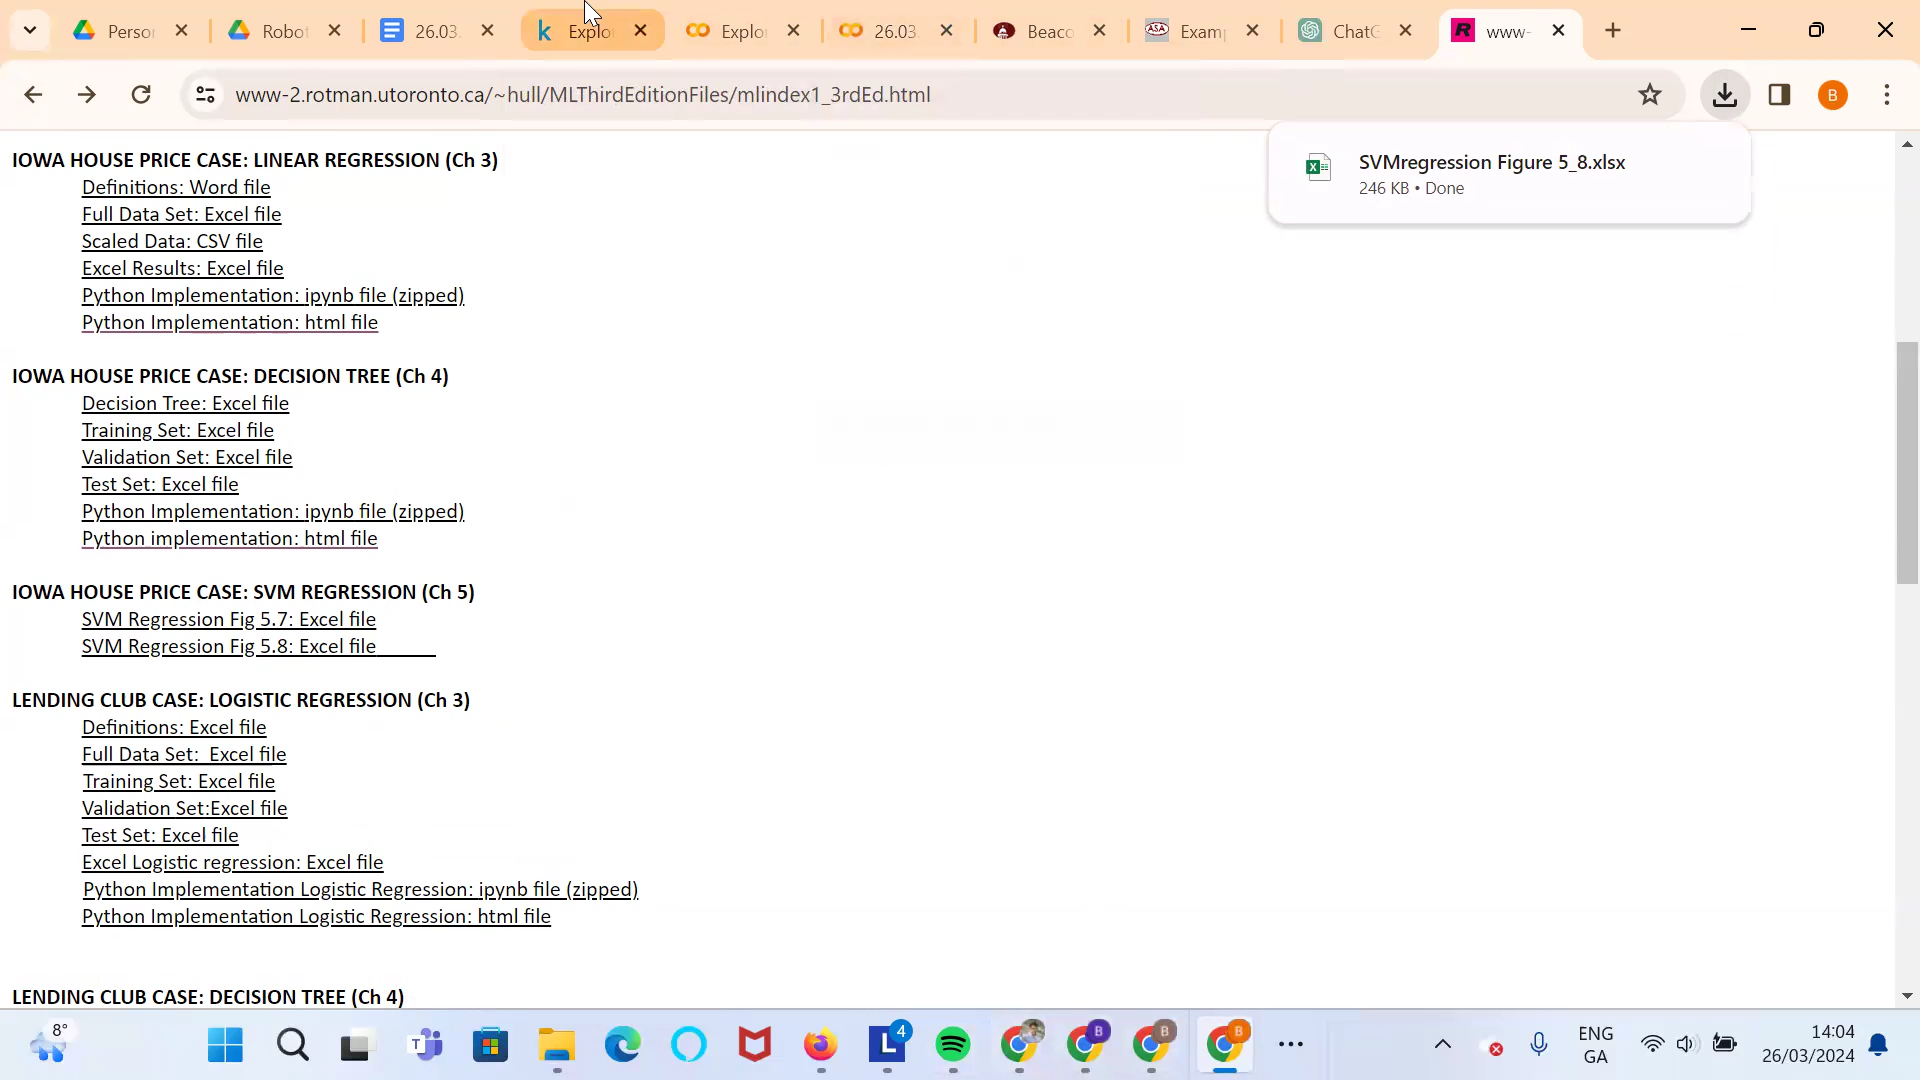 Persor
Robot
26.03.
k
Explo
Explo
26.03.
Beaco
ASA
Exam
ChatG
R
www-
www-2.rotman.utoronto.ca/~hull/MLThirdEditionFiles/mlindex1_3rdEd.html
B
SVMregression Figure 5_8.xlsx
246 KB • Done
IOWA HOUSE PRICE CASE: LINEAR REGRESSION (Ch 3)
Definitions: Word file
Full Data Set: Excel file
Scaled Data: CSV file
Excel Results: Excel file
Python Implementation: ipynb file (zipped)
Python Implementation: html file
IOWA HOUSE PRICE CASE: DECISION TREE (Ch 4)
Decision Tree: Excel file
Training Set: Excel file
Validation Set: Excel file
Test Set: Excel file
Python Implementation: ipynb file (zipped)
Python implementation: html file
IOWA HOUSE PRICE CASE: SVM REGRESSION (Ch 5)
SVM Regression Fig 5.7: Excel file
SVM Regression Fig 5.8: Excel file
LENDING CLUB CASE: LOGISTIC REGRESSION (Ch 3)
Definitions: Excel file
Full Data Set:  Excel file
Training Set: Excel file
Validation Set:Excel file
Test Set: Excel file
Excel Logistic regression: Excel file
Python Implementation Logistic Regression: ipynb file (zipped)
Python Implementation Logistic Regression: html file
LENDING CLUB CASE: DECISION TREE (Ch 4)
8°
T
L
4
B
B
B
ENG
GA
14:04
26/03/2024